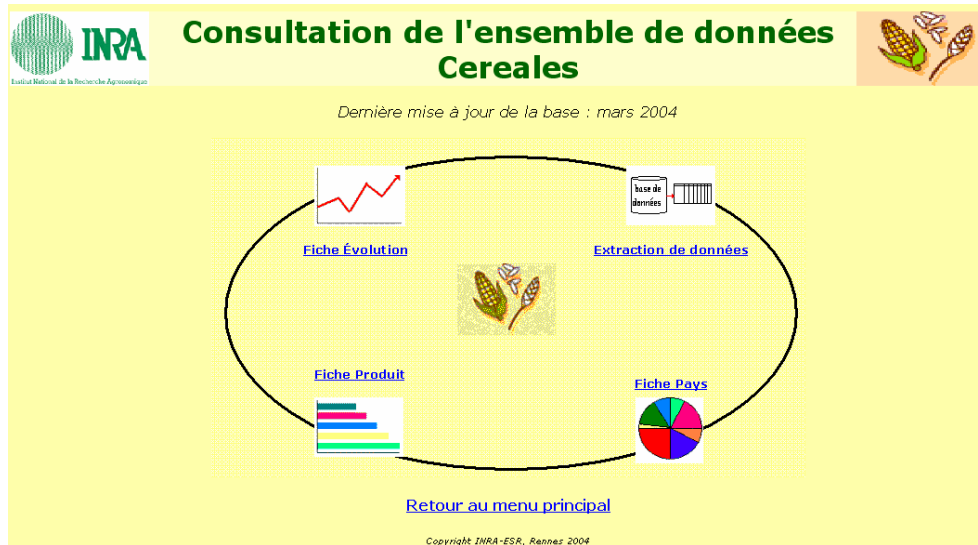 INRA
Institut National de la Recherche Agronomique
Consultation de l'ensemble de données
Cereales
Dernière mise à jour de la base : mars 2004
base de
données
Fiche Évolution
Extraction de données
Fiche Produit
Fiche Pays
Retour au menu principal
Copyright INRA-ESR, Rennes 2004